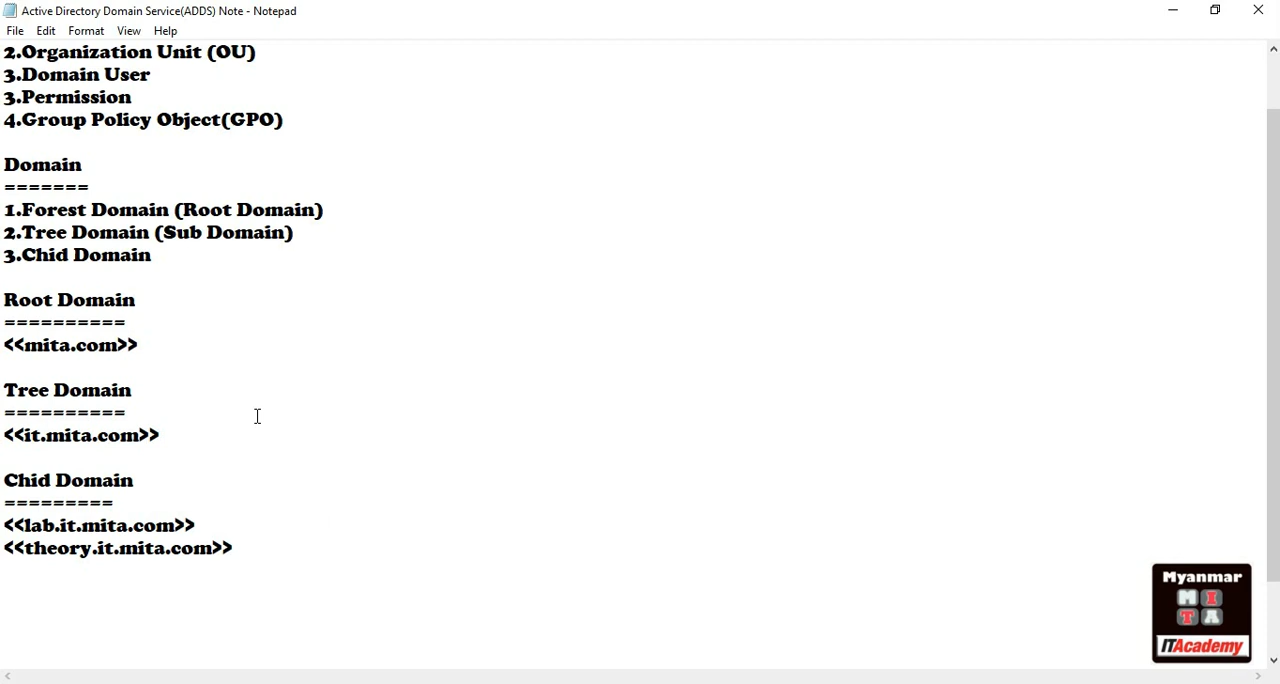 Active Directory Domain Service(ADDS) Note - Notepad
File Edit Format View Help
2.Organization Unit (OU)
3.Domain User
3.Permission
4.Group Policy Object(GPO)
Domain
=======
1.Forest Domain (Root Domain)
2.Tree Domain (Sub Domain)
3.Chid Domain
Root Domain
==========
<<mita.com>>
Tree Domain
==========
<<it.mita.com>>
Chid Domain
=========
<<lab.it.mita.com>>
<<theory.it.mita.com>>
Myanmar
M I
T A
ITAcademy